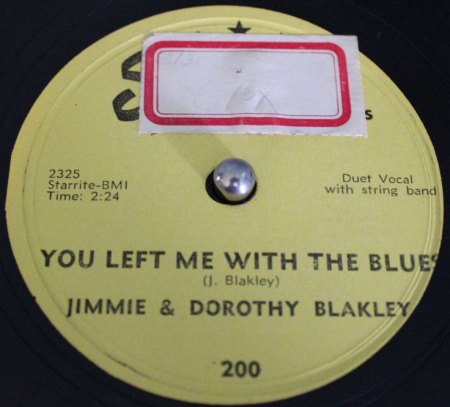 2325
Starrite-BMI
Time: 2:24
Duet Vocal
with string band
YOU LEFT ME WITH THE BLUES
(J. Blakley)
JIMMIE & DOROTHY BLAKLEY
200